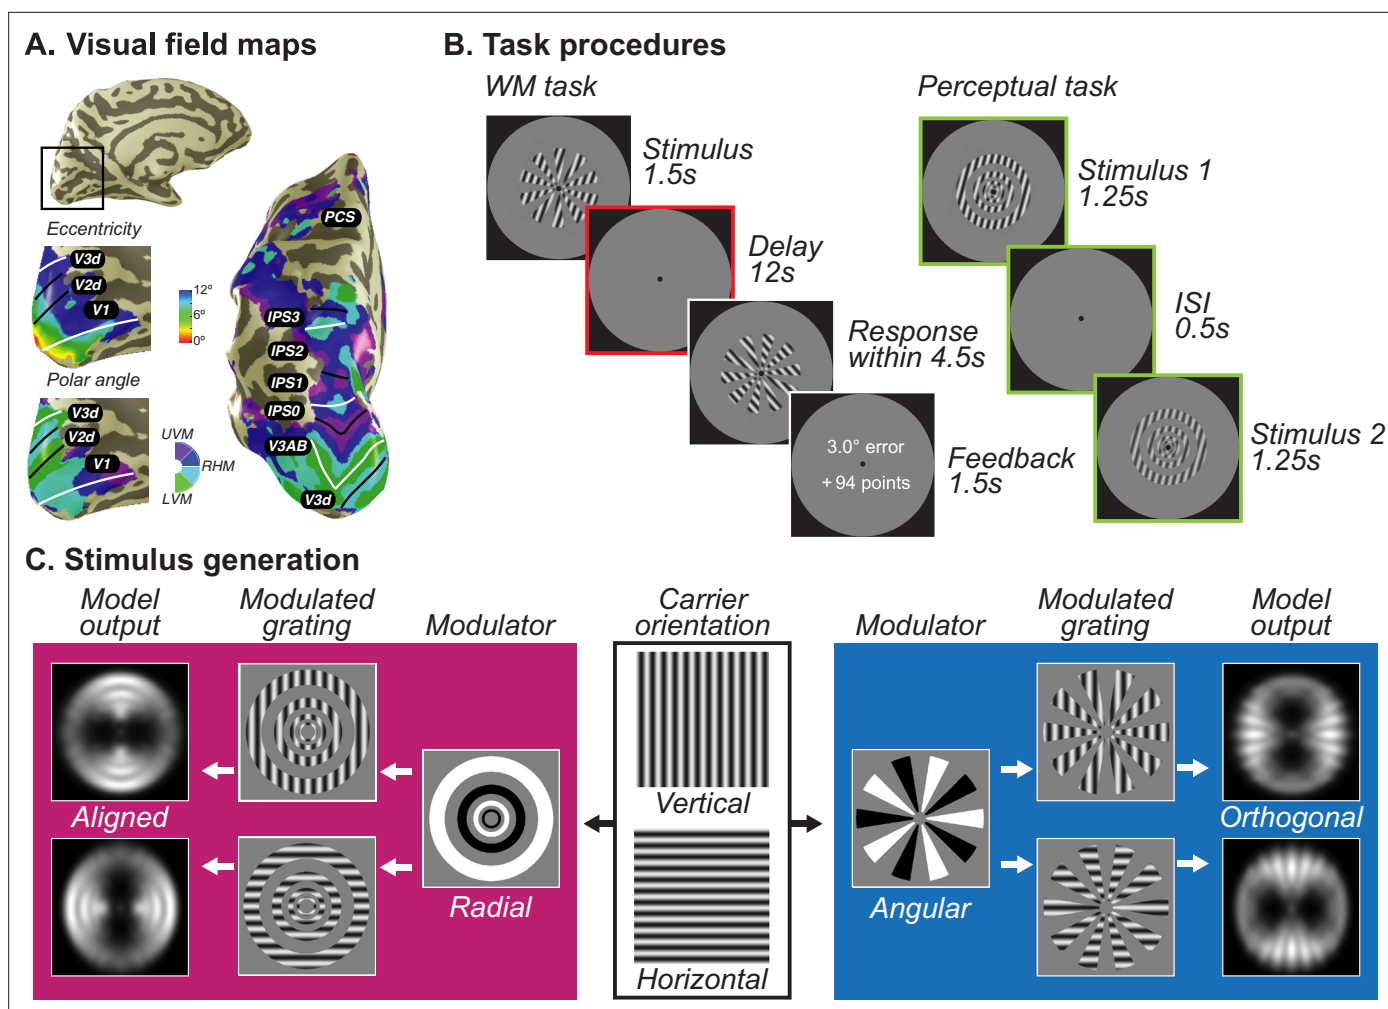 A. Visual field maps
Eccentricity
V3d
V2d
V1
12º
6º
0º
Polar angle
V3d
V2d
V1
UVM
RHM
LVM
PCS
IPS3
IPS2
IPS1
IPS0
V3AB
V3d
B. Task procedures
WM task
Stimulus
1.5s
Delay
12s
Response
within 4.5s
3.0° error
+ 94 points
Feedback
1.5s
Perceptual task
Stimulus 1
1.25s
ISI
0.5s
Stimulus 2
1.25s
C. Stimulus generation
Model
output
Modulated
grating
Modulator
Carrier
orientation
Modulator
Modulated
grating
Model
output
Aligned
Radial
Vertical
Horizontal
Angular
Orthogonal